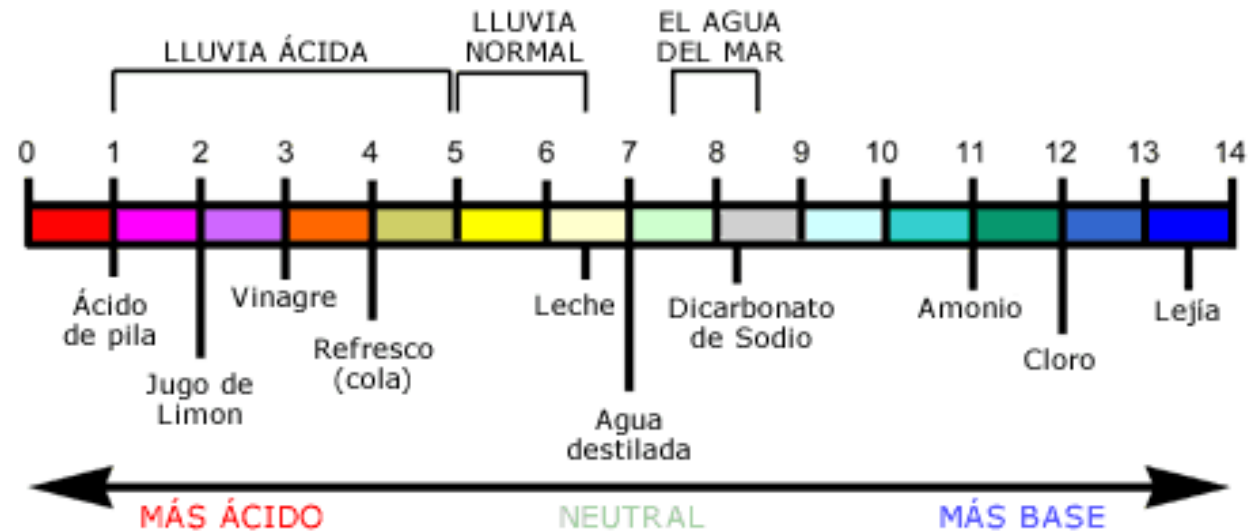 LLUVIA ÁCIDA
LLUVIA
NORMAL
EL AGUA
DEL MAR
0 1 2 3 4 5 6 7 8 9 10 11 12 13 14
Ácido
de pila
Jugo de
Limon
Vinagre
Refresco
(cola)
Leche
Agua
destilada
Dicarbonato
de Sodio
Amonio
Cloro
Lejía
MÁS ÁCIDO
NEUTRAL
MÁS BASE